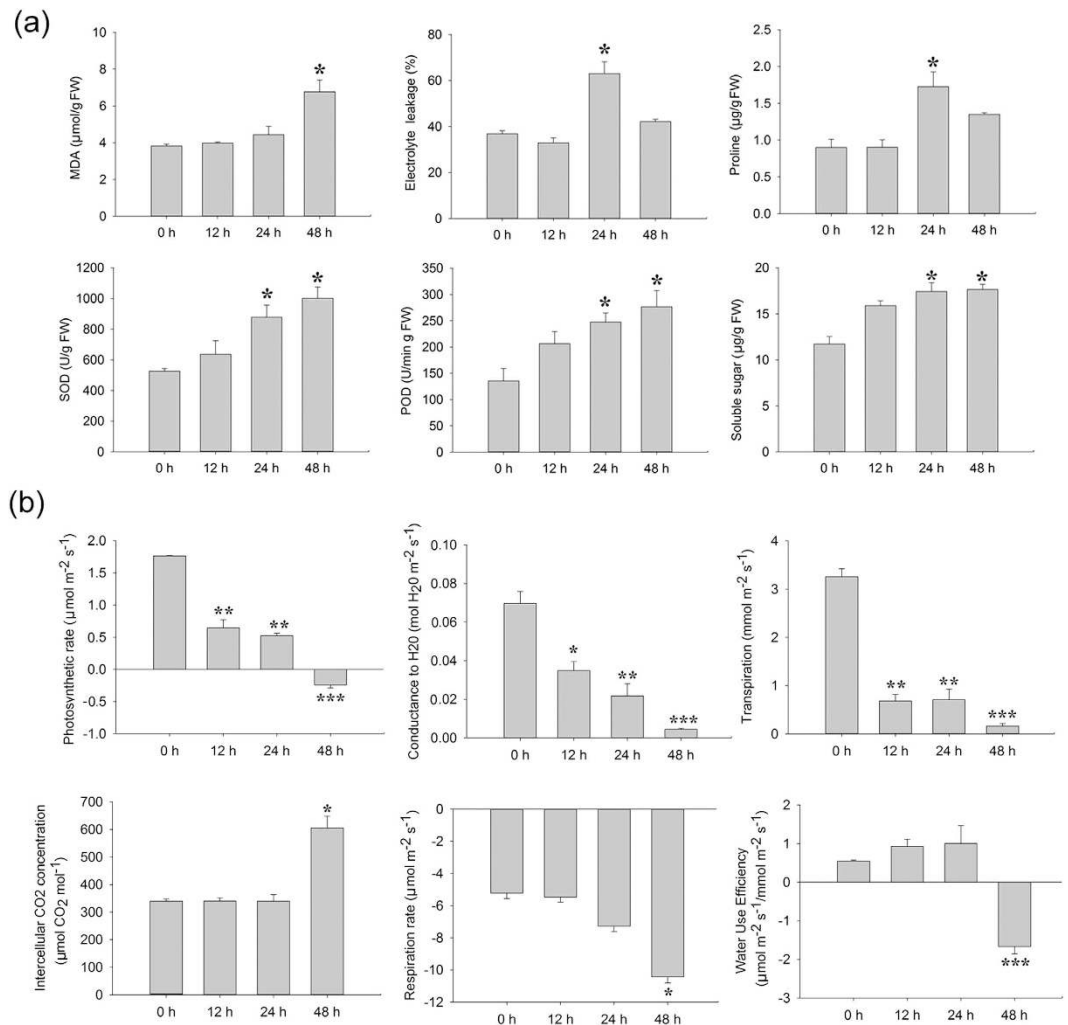 (a)
MDA (µmol/g FW)
10
8
6
4
2
0
*
0 h 12 h 24 h 48 h
Electrolyte leakage (%)
80
60
40
20
0
*
0 h 12 h 24 h 48 h
Proline (µg/g FW)
2.5
2.0
1.5
1.0
0.5
0.0
*
0 h 12 h 24 h 48 h
SOD (U/g FW)
1200
1000
800
600
400
200
0
* *
0 h 12 h 24 h 48 h
POD (U/min g FW)
350
300
250
200
150
100
50
0
* *
0 h 12 h 24 h 48 h
Soluble sugar (µg/g FW)
20
15
10
5
0
* *
0 h 12 h 24 h 48 h
(b)
Photosynthetic rate (µmol m-2 s-1)
2.0
1.5
1.0
0.5
0.0
-0.5
-1.0
** ** ***
0 h 12 h 24 h 48 h
Conductance to H20 (mol H20 m-2 s-1)
0.10
0.08
0.06
0.04
0.02
0.00
* ** ***
0 h 12 h 24 h 48 h
Transpiration (mmol m-2 s-1)
4
3
2
1
0
** ** ***
0 h 12 h 24 h 48 h
Intercellular CO2 concentration
(µmol CO2 mol-1)
700
600
500
400
300
200
100
0
*
0 h 12 h 24 h 48 h
Respiration rate (µmol m-2 s-1)
0
-2
-4
-6
-8
-10
-12
*
0 h 12 h 24 h 48 h
Water Use Efficiency
(µmol m-2 s-1/mmol m-2 s-1)
2
1
0
-1
-2
-3
***
0 h 12 h 24 h 48 h